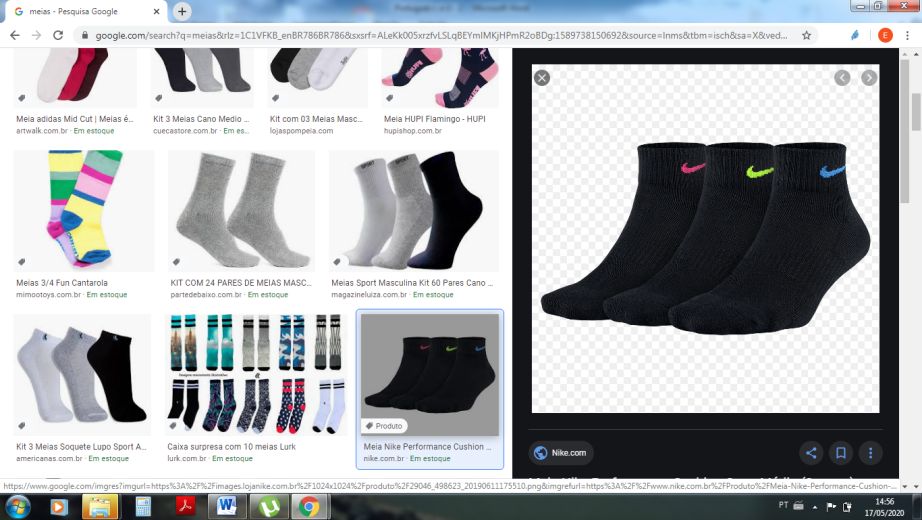 meias - Pesquisa Google
google.com/search?q=meias&rlz=1C1VFKB_enBR786BR786&sxsrf=ALeKk005xrzfvLSLqBEYmIMKjHPmR2oBDg:1589738150692&source=lnms&tbm=isch&sa=X&ved...
E
Meia adidas Mid Cut | Meias é...
artwalk.com.br · Em estoque
Kit 3 Meias Cano Medio ...
cuecastore.com.br · Em es...
Kit com 03 Meias Masc...
lojaspompeia.com
Meia HUPI Flamingo - HUPI
hupishop.com.br
Meias 3/4 Fun Cantarola
mimootoys.com.br · Em estoque
KIT COM 24 PARES DE MEIAS MASC...
partedebaixo.com.br · Em estoque
SPORT
SPORT
Meias Sport Masculina Kit 60 Pares Cano ...
magazineluiza.com.br · Em estoque
Kit 3 Meias Soquete Lupo Sport A...
americanas.com.br · Em estoque
Caixa surpresa com 10 meias Lurk
lurk.com.br · Em estoque
Produto
Meia Nike Performance Cushion ...
nike.com.br · Em estoque
Nike.com
https://www.google.com/imgres?imgurl=https%3A%2F%2Fimages.lojanike.com.br%2F1024x1024%2Fproduto%2F29046_498623_20190611175510.png&imgrefurl=https%3A%2F%2Fwww.nike.com.br%2FProduto%2FMeia-Nike-Performance-Cushion-...
PT
14:56
17/05/2020